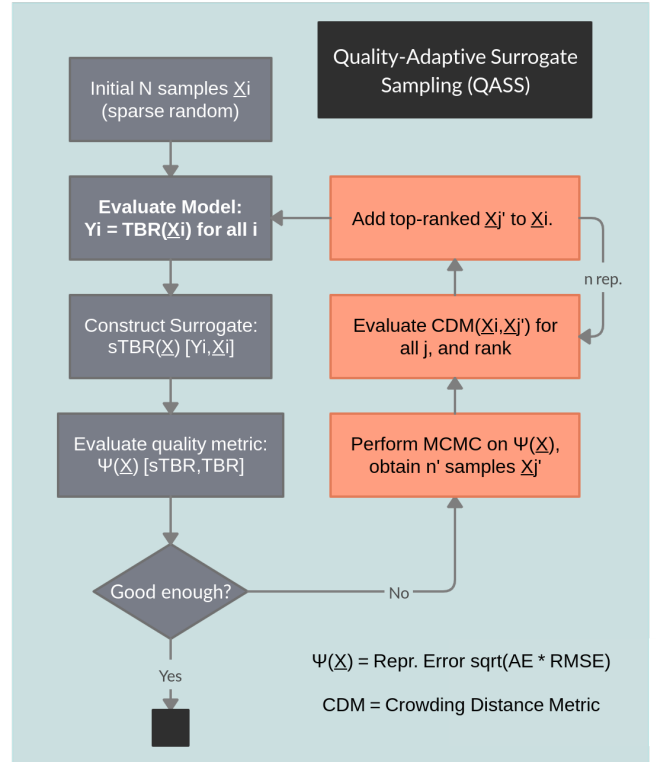 Quality-Adaptive Surrogate
Sampling (QASS)
Initial N samples Xi
(sparse random)
Evaluate Model:
Yi = TBR(Xi) for all i
Construct Surrogate:
sTBR(X) [Yi,Xi]
Evaluate quality metric:
Ψ(X) [sTBR,TBR]
Good enough?
Yes
No
Perform MCMC on Ψ(X),
obtain n' samples Xj'
Evaluate CDM(Xi,Xj') for
all j, and rank
Add top-ranked Xj' to Xi.
n rep.
Ψ(X) = Repr. Error sqrt(AE * RMSE)
CDM = Crowding Distance Metric